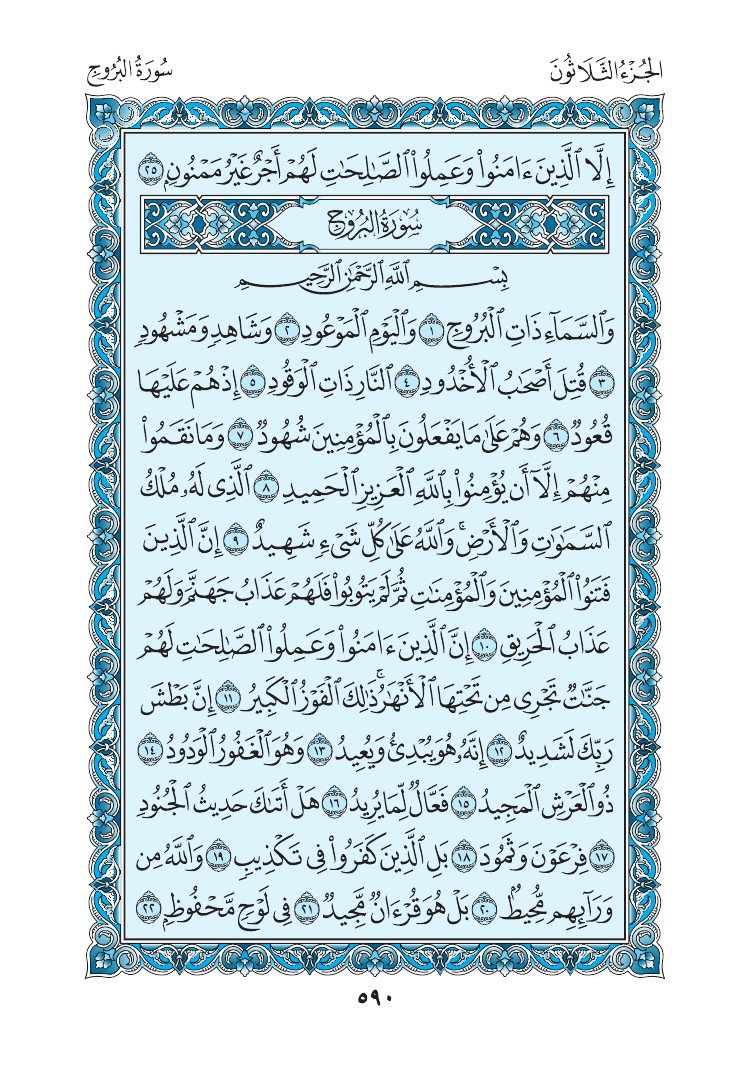 الجُزْءُ الثَّلَاثُونَ
سُورَةُ البُرُوجِ
إِلَّا ٱلَّذِينَ ءَامَنُوا۟ وَعَمِلُوا۟ ٱلصَّـٰلِحَـٰتِ لَهُمْ أَجْرٌ غَيْرُ مَمْنُونٍۭ ٢٥
سُورَةُ البُرُوجِ
بِسْمِ ٱللَّهِ ٱلرَّحْمَـٰنِ ٱلرَّحِيمِ
وَٱلسَّمَآءِ ذَاتِ ٱلْبُرُوجِ ١ وَٱلْيَوْمِ ٱلْمَوْعُودِ ٢ وَشَاهِدٍ وَمَشْهُودٍ
٣ قُتِلَ أَصْحَـٰبُ ٱلْأُخْدُودِ ٤ ٱلنَّارِ ذَاتِ ٱلْوَقُودِ ٥ إِذْ هُمْ عَلَيْهَا
قُعُودٌ ٦ وَهُمْ عَلَىٰ مَا يَفْعَلُونَ بِٱلْمُؤْمِنِينَ شُهُودٌ ٧ وَمَا نَقَمُوا۟
مِنْهُمْ إِلَّآ أَن يُؤْمِنُوا۟ بِٱللَّهِ ٱلْعَزِيزِ ٱلْحَمِيدِ ٨ ٱلَّذِى لَهُۥ مُلْكُ
ٱلسَّمَـٰوَٰتِ وَٱلْأَرْضِ ۚ وَٱللَّهُ عَلَىٰ كُلِّ شَىْءٍ شَهِيدٌ ٩ إِنَّ ٱلَّذِينَ
فَتَنُوا۟ ٱلْمُؤْمِنِينَ وَٱلْمُؤْمِنَـٰتِ ثُمَّ لَمْ يَتُوبُوا۟ فَلَهُمْ عَذَابُ جَهَنَّمَ وَلَهُمْ
عَذَابُ ٱلْحَرِيقِ ١٠ إِنَّ ٱلَّذِينَ ءَامَنُوا۟ وَعَمِلُوا۟ ٱلصَّـٰلِحَـٰتِ لَهُمْ
جَنَّـٰتٌ تَجْرِى مِن تَحْتِهَا ٱلْأَنْهَـٰرُ ۚ ذَٰلِكَ ٱلْفَوْزُ ٱلْكَبِيرُ ١١ إِنَّ بَطْشَ
رَبِّكَ لَشَدِيدٌ ١٢ إِنَّهُۥ هُوَ يُبْدِئُ وَيُعِيدُ ١٣ وَهُوَ ٱلْغَفُورُ ٱلْوَدُودُ ١٤
ذُو ٱلْعَرْشِ ٱلْمَجِيدُ ١٥ فَعَّالٌ لِّمَا يُرِيدُ ١٦ هَلْ أَتَىٰكَ حَدِيثُ ٱلْجُنُودِ
١٧ فِرْعَوْنَ وَثَمُودَ ١٨ بَلِ ٱلَّذِينَ كَفَرُوا۟ فِى تَكْذِيبٍ ١٩ وَٱللَّهُ مِن
وَرَآئِهِم مُّحِيطٌۢ ٢٠ بَلْ هُوَ قُرْءَانٌ مَّجِيدٌ ٢١ فِى لَوْحٍ مَّحْفُوظٍۭ ٢٢
٥٩٠